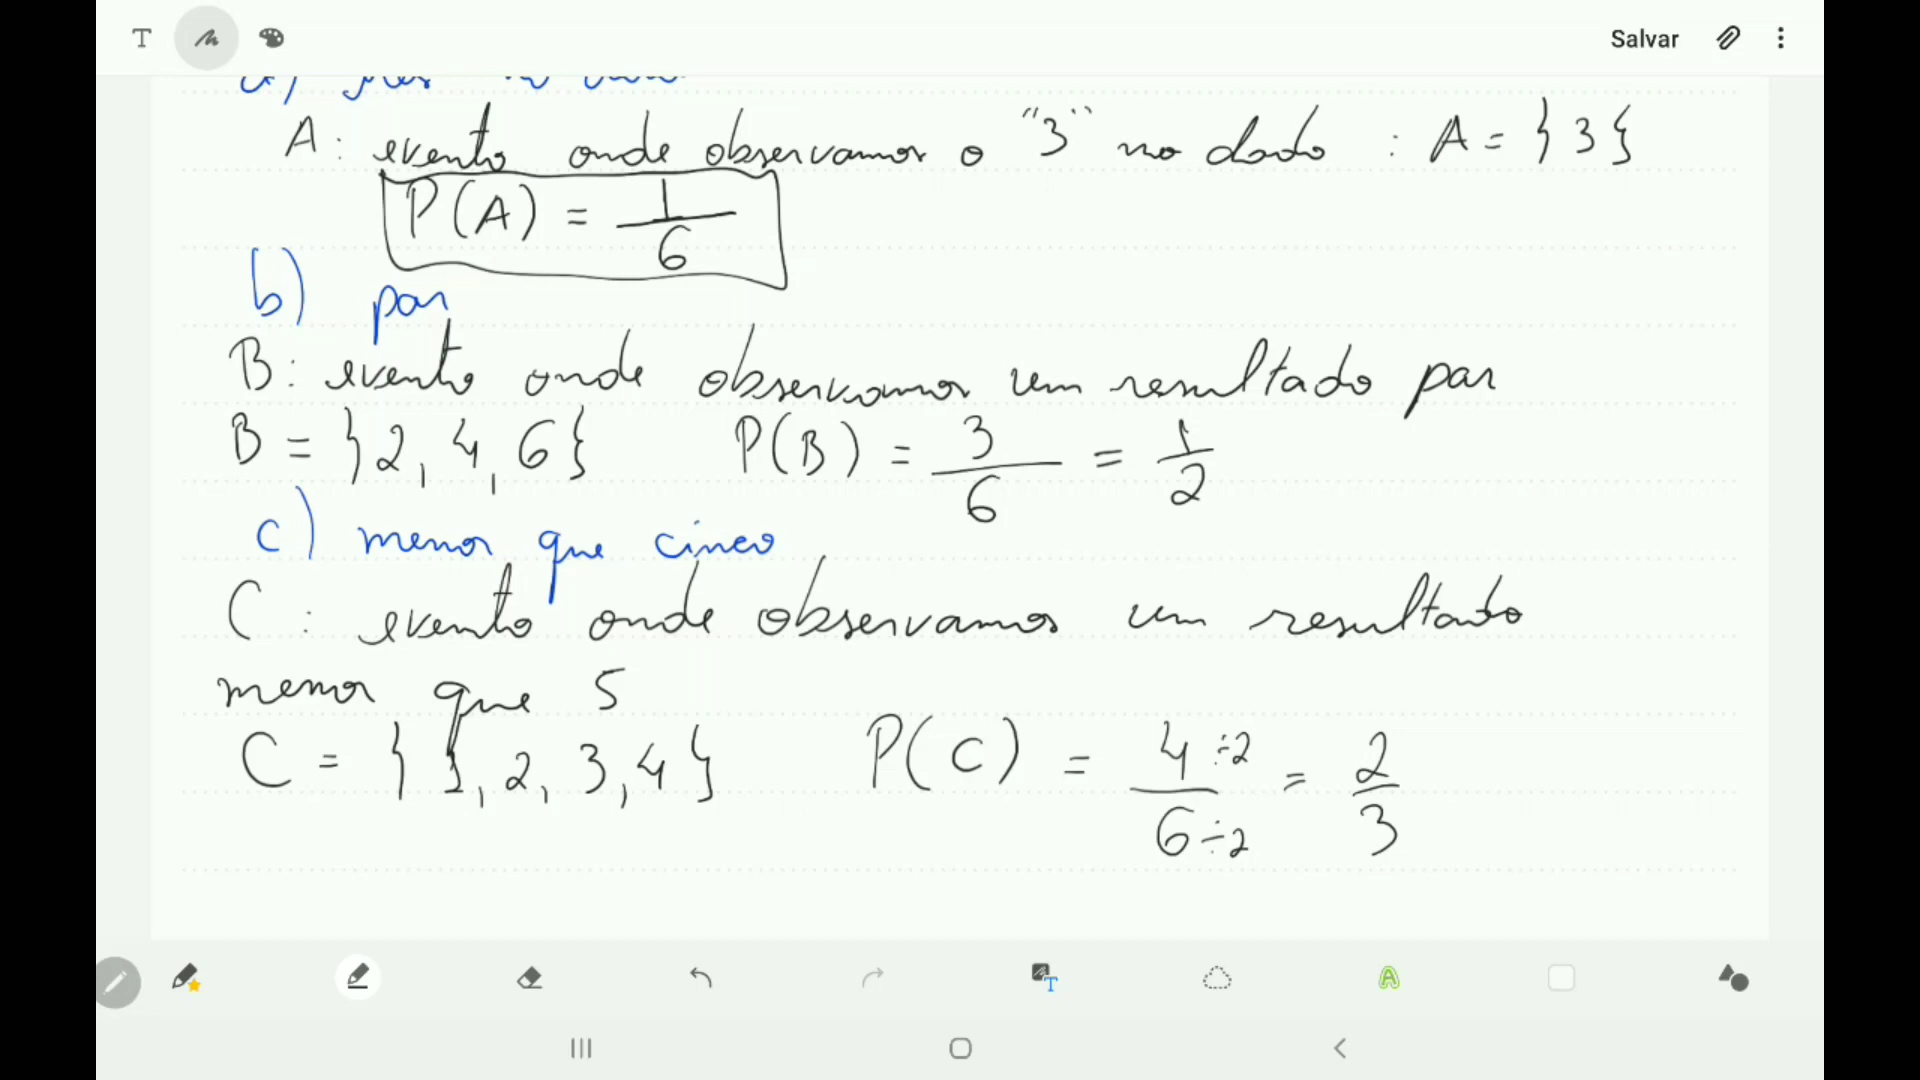 T Salvar
A: evento onde observamos o "3" no dado : A = {3}
P(A) = 1/6
b) par
B: evento onde observamos um resultado par
B = {2, 4, 6} P(B) = 3/6 = 1/2
c) menor que cinco
C: evento onde observamos um resultado
menor que 5
C = {1, 2, 3, 4} P(C) = 4÷2/6÷2 = 2/3